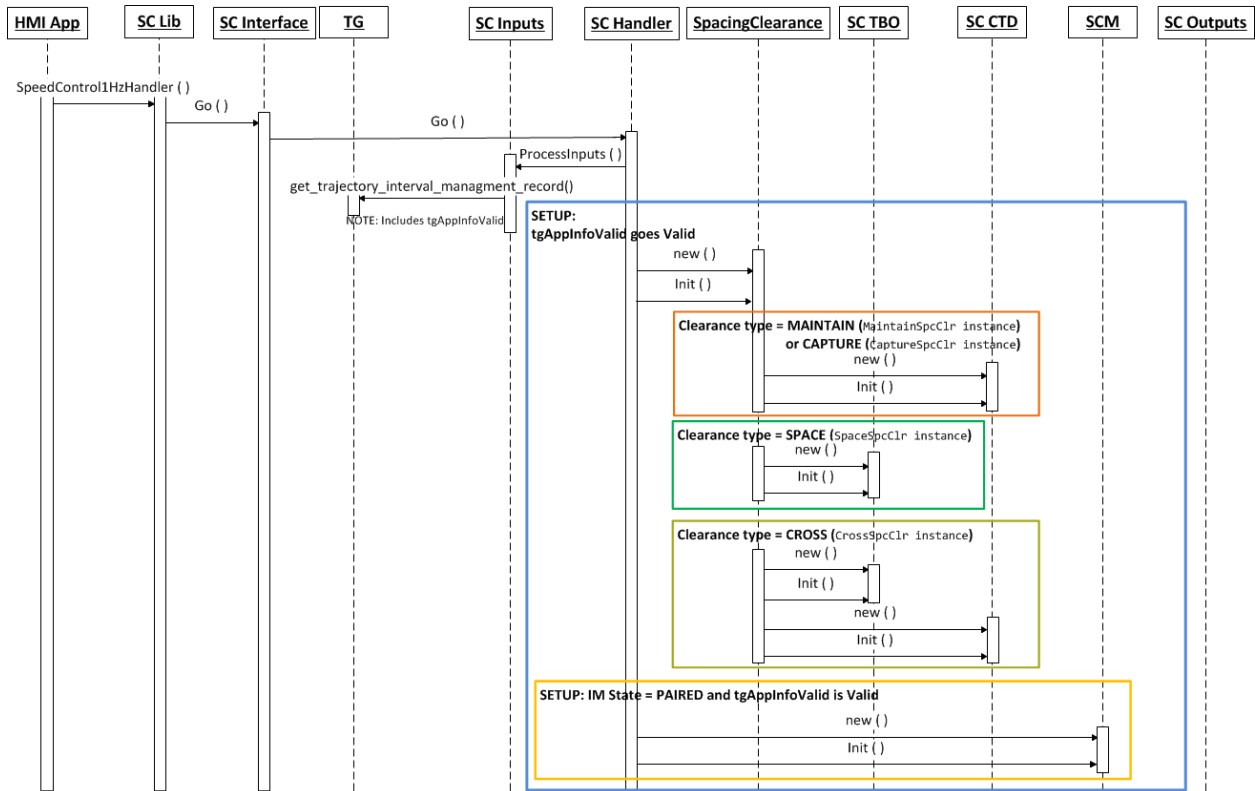 HMI App
SC Lib
SC Interface
TG
SC Inputs
SC Handler
SpacingClearance
SC TBO
SC CTD
SCM
SC Outputs
SpeedControl1HzHandler ( )
Go ( )
Go ( )
ProcessInputs ( )
get_trajectory_interval_managment_record()
NOTE: Includes tgAppInfoValid
SETUP:
tgAppInfoValid goes Valid
new ( )
Init ( )
Clearance type = MAINTAIN (MaintainSpcClr instance)
or CAPTURE (CaptureSpcClr instance)
new ( )
Init ( )
Clearance type = SPACE (SpaceSpcClr instance)
new ( )
Init ( )
Clearance type = CROSS (CrossSpcClr instance)
new ( )
Init ( )
new ( )
Init ( )
SETUP: IM State = PAIRED and tgAppInfoValid is Valid
new ( )
Init ( )